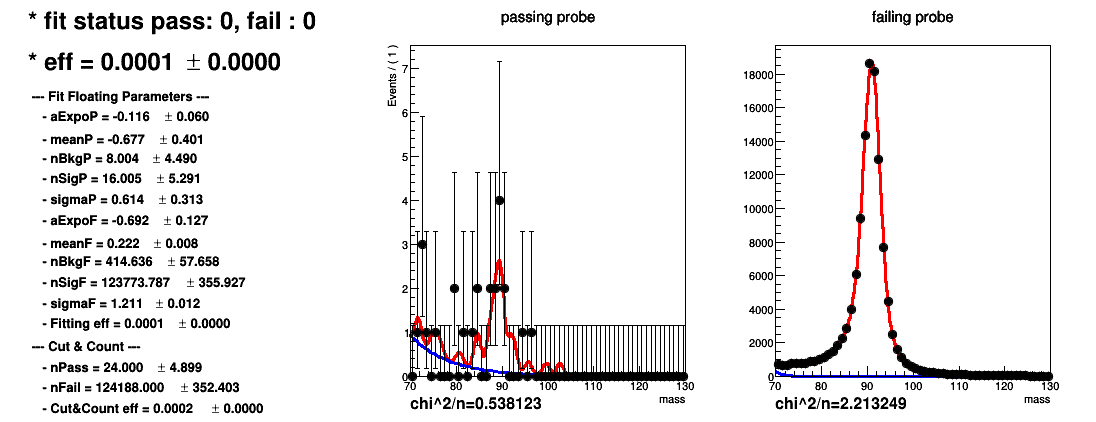 * fit status pass: 0, fail : 0
* eff = 0.0001 ± 0.0000
--- Fit Floating Parameters ---
- aExpoP = -0.116 ± 0.060
- meanP = -0.677 ± 0.401
- nBkgP = 8.004 ± 4.490
- nSigP = 16.005 ± 5.291
- sigmaP = 0.614 ± 0.313
- aExpoF = -0.692 ± 0.127
- meanF = 0.222 ± 0.008
- nBkgF = 414.636 ± 57.658
- nSigF = 123773.787 ± 355.927
- sigmaF = 1.211 ± 0.012
- Fitting eff = 0.0001 ± 0.0000
--- Cut & Count ---
- nPass = 24.000 ± 4.899
- nFail = 124188.000 ± 352.403
- Cut&Count eff = 0.0002 ± 0.0000
passing probe
Events / ( 1 )
7
6
5
4
3
2
1
0
70 80 90 100 110 120 130
mass
chi^2/n=0.538123
failing probe
18000
16000
14000
12000
10000
8000
6000
4000
2000
0
70 80 90 100 110 120 130
mass
chi^2/n=2.213249